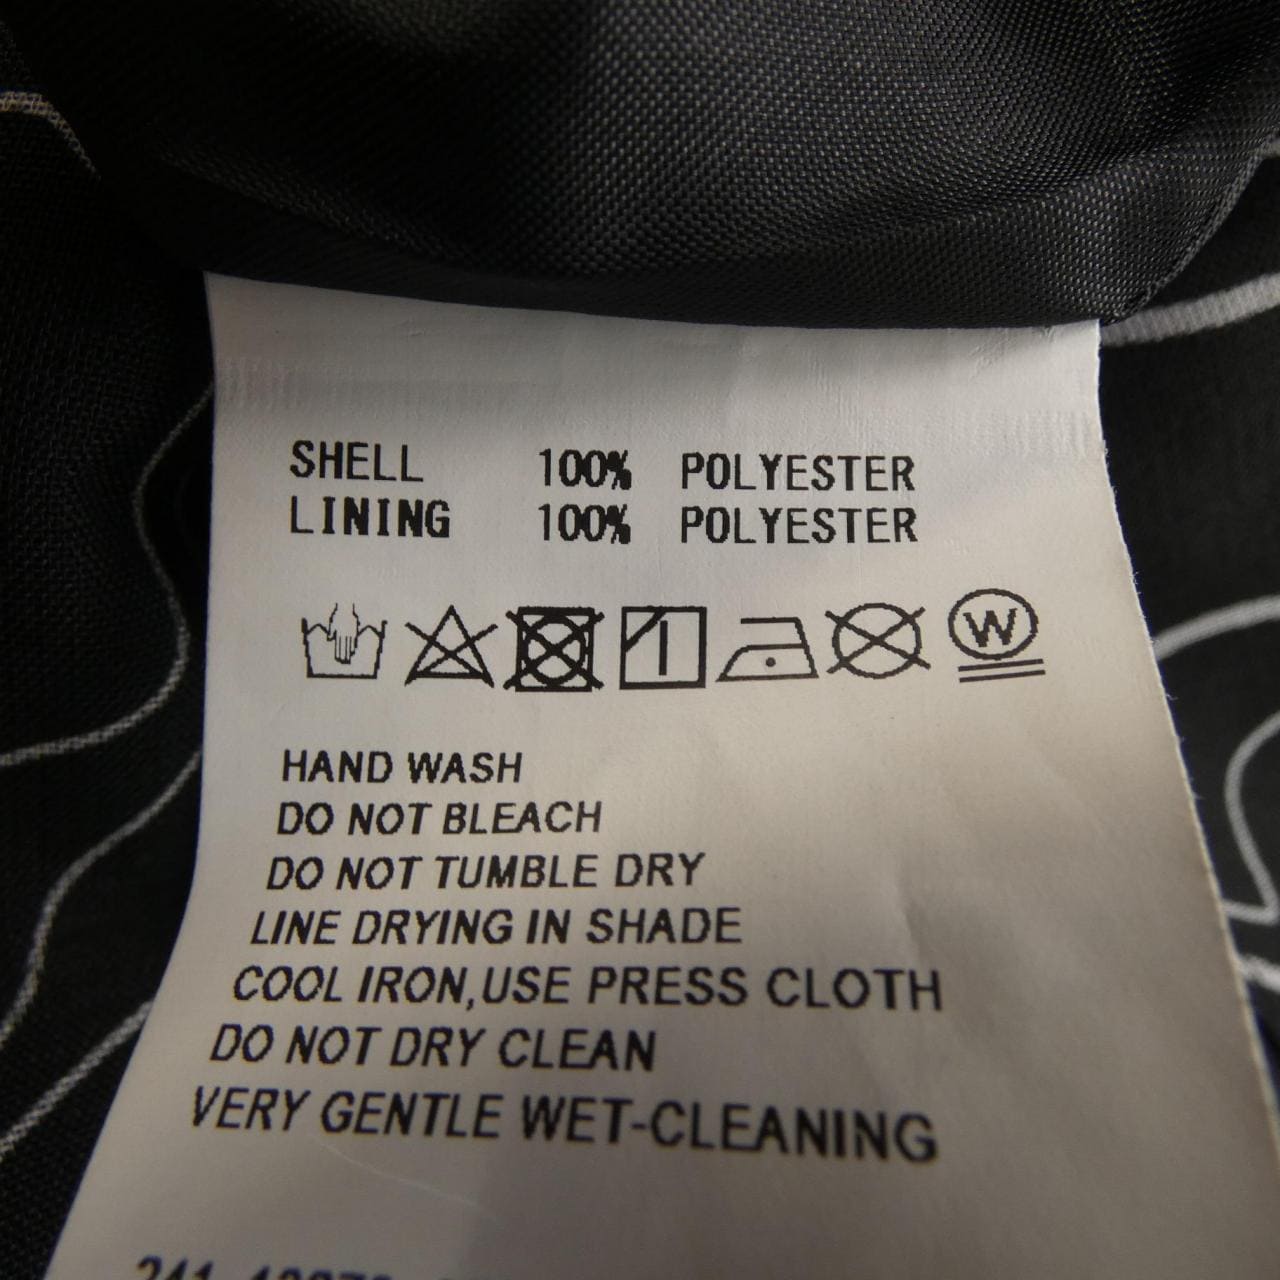 SHELL 100% POLYESTER
LINING 100% POLYESTER
W
HAND WASH
DO NOT BLEACH
DO NOT TUMBLE DRY
LINE DRYING IN SHADE
COOL IRON,USE PRESS CLOTH
DO NOT DRY CLEAN
VERY GENTLE WET-CLEANING